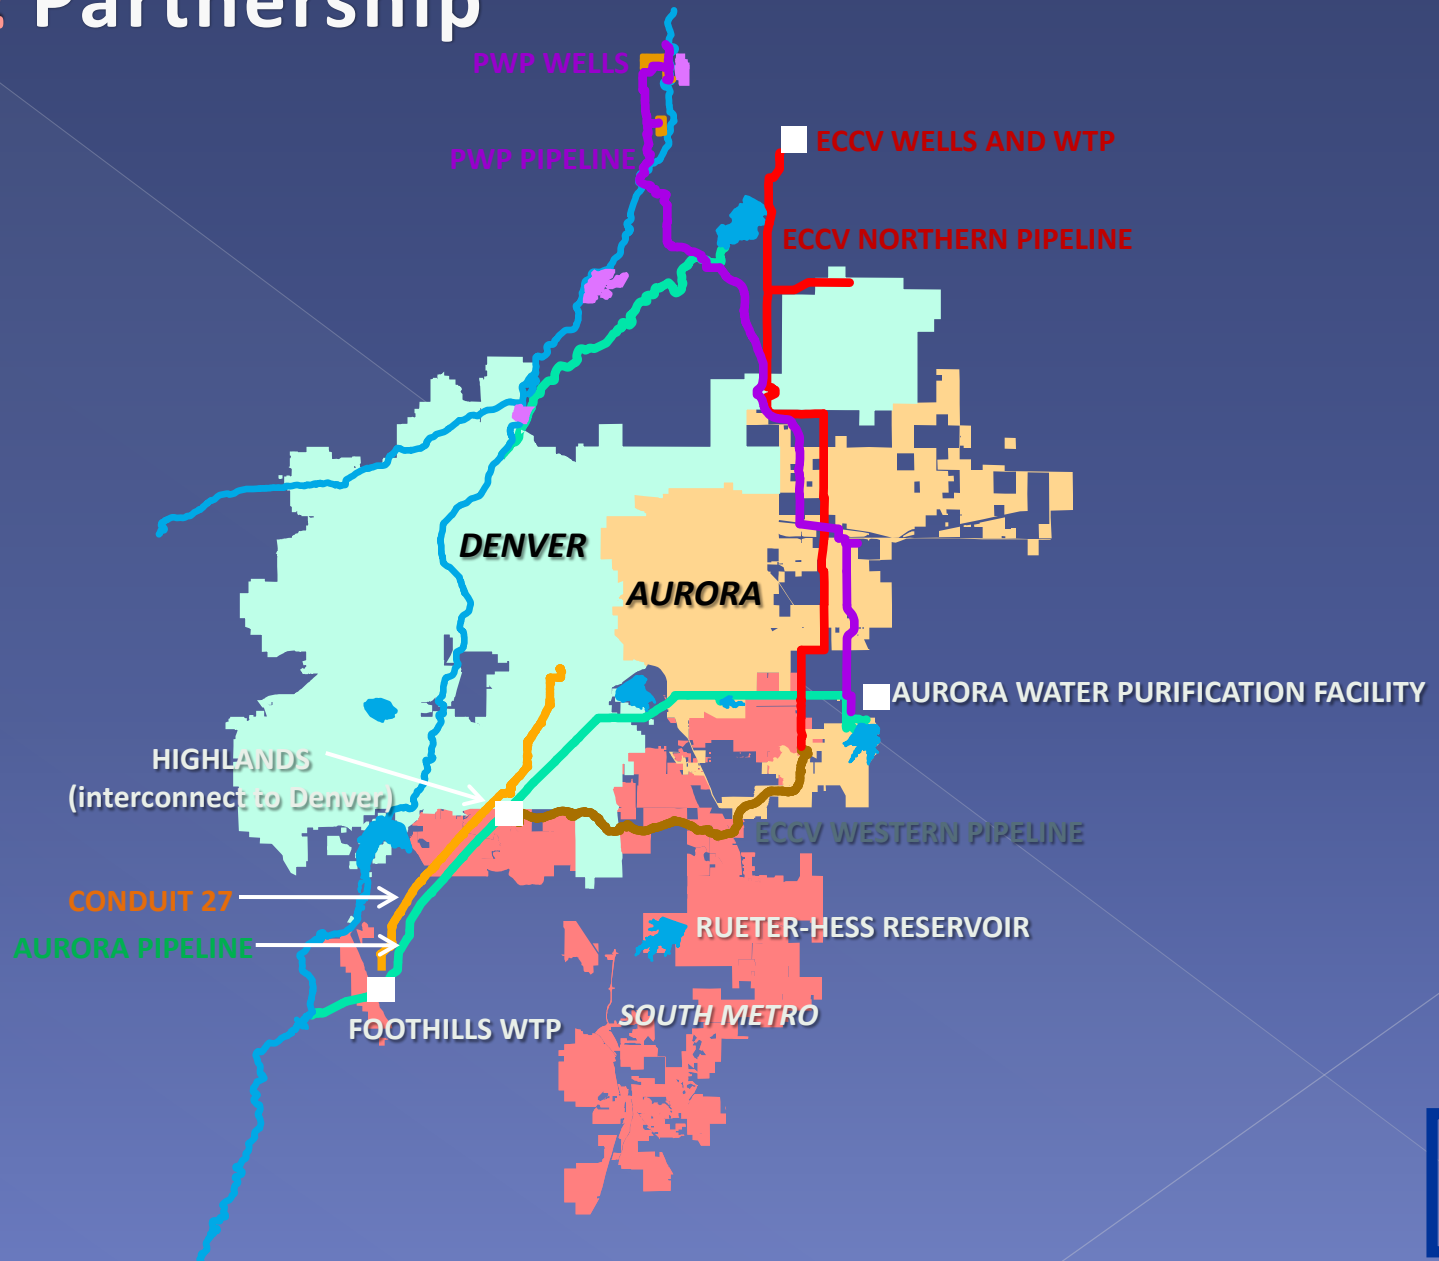 Partnership
PWP WELLS
ECCV WELLS AND WTP
PWP PIPELINE
ECCV NORTHERN PIPELINE
DENVER
AURORA
AURORA WATER PURIFICATION FACILITY
HIGHLANDS
(interconnect to Denver)
ECCV WESTERN PIPELINE
CONDUIT 27
RUETER-HESS RESERVOIR
AURORA PIPELINE
SOUTH METRO
FOOTHILLS WTP